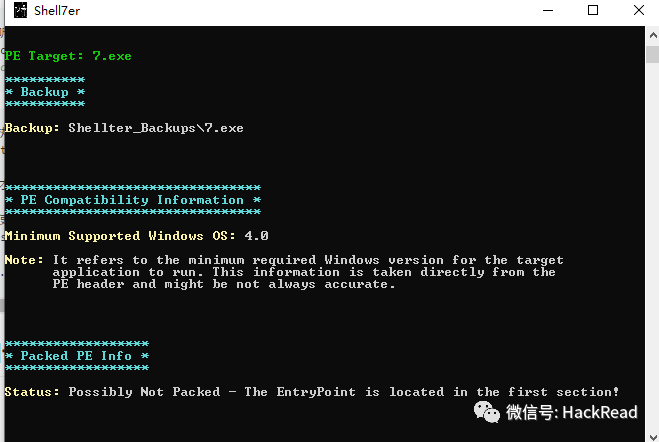 Shell7er
PE Target: 7.exe
**********
* Backup *
**********
Backup: Shellter_Backups\7.exe
********************************
* PE Compatibility Information *
********************************
Minimum Supported Windows OS: 4.0
Note: It refers to the minimum required Windows version for the target
application to run. This information is taken directly from the
PE header and might be not always accurate.
******************
* Packed PE Info *
******************
Status: Possibly Not Packed - The EntryPoint is located in the first section!
微信号: HackRead